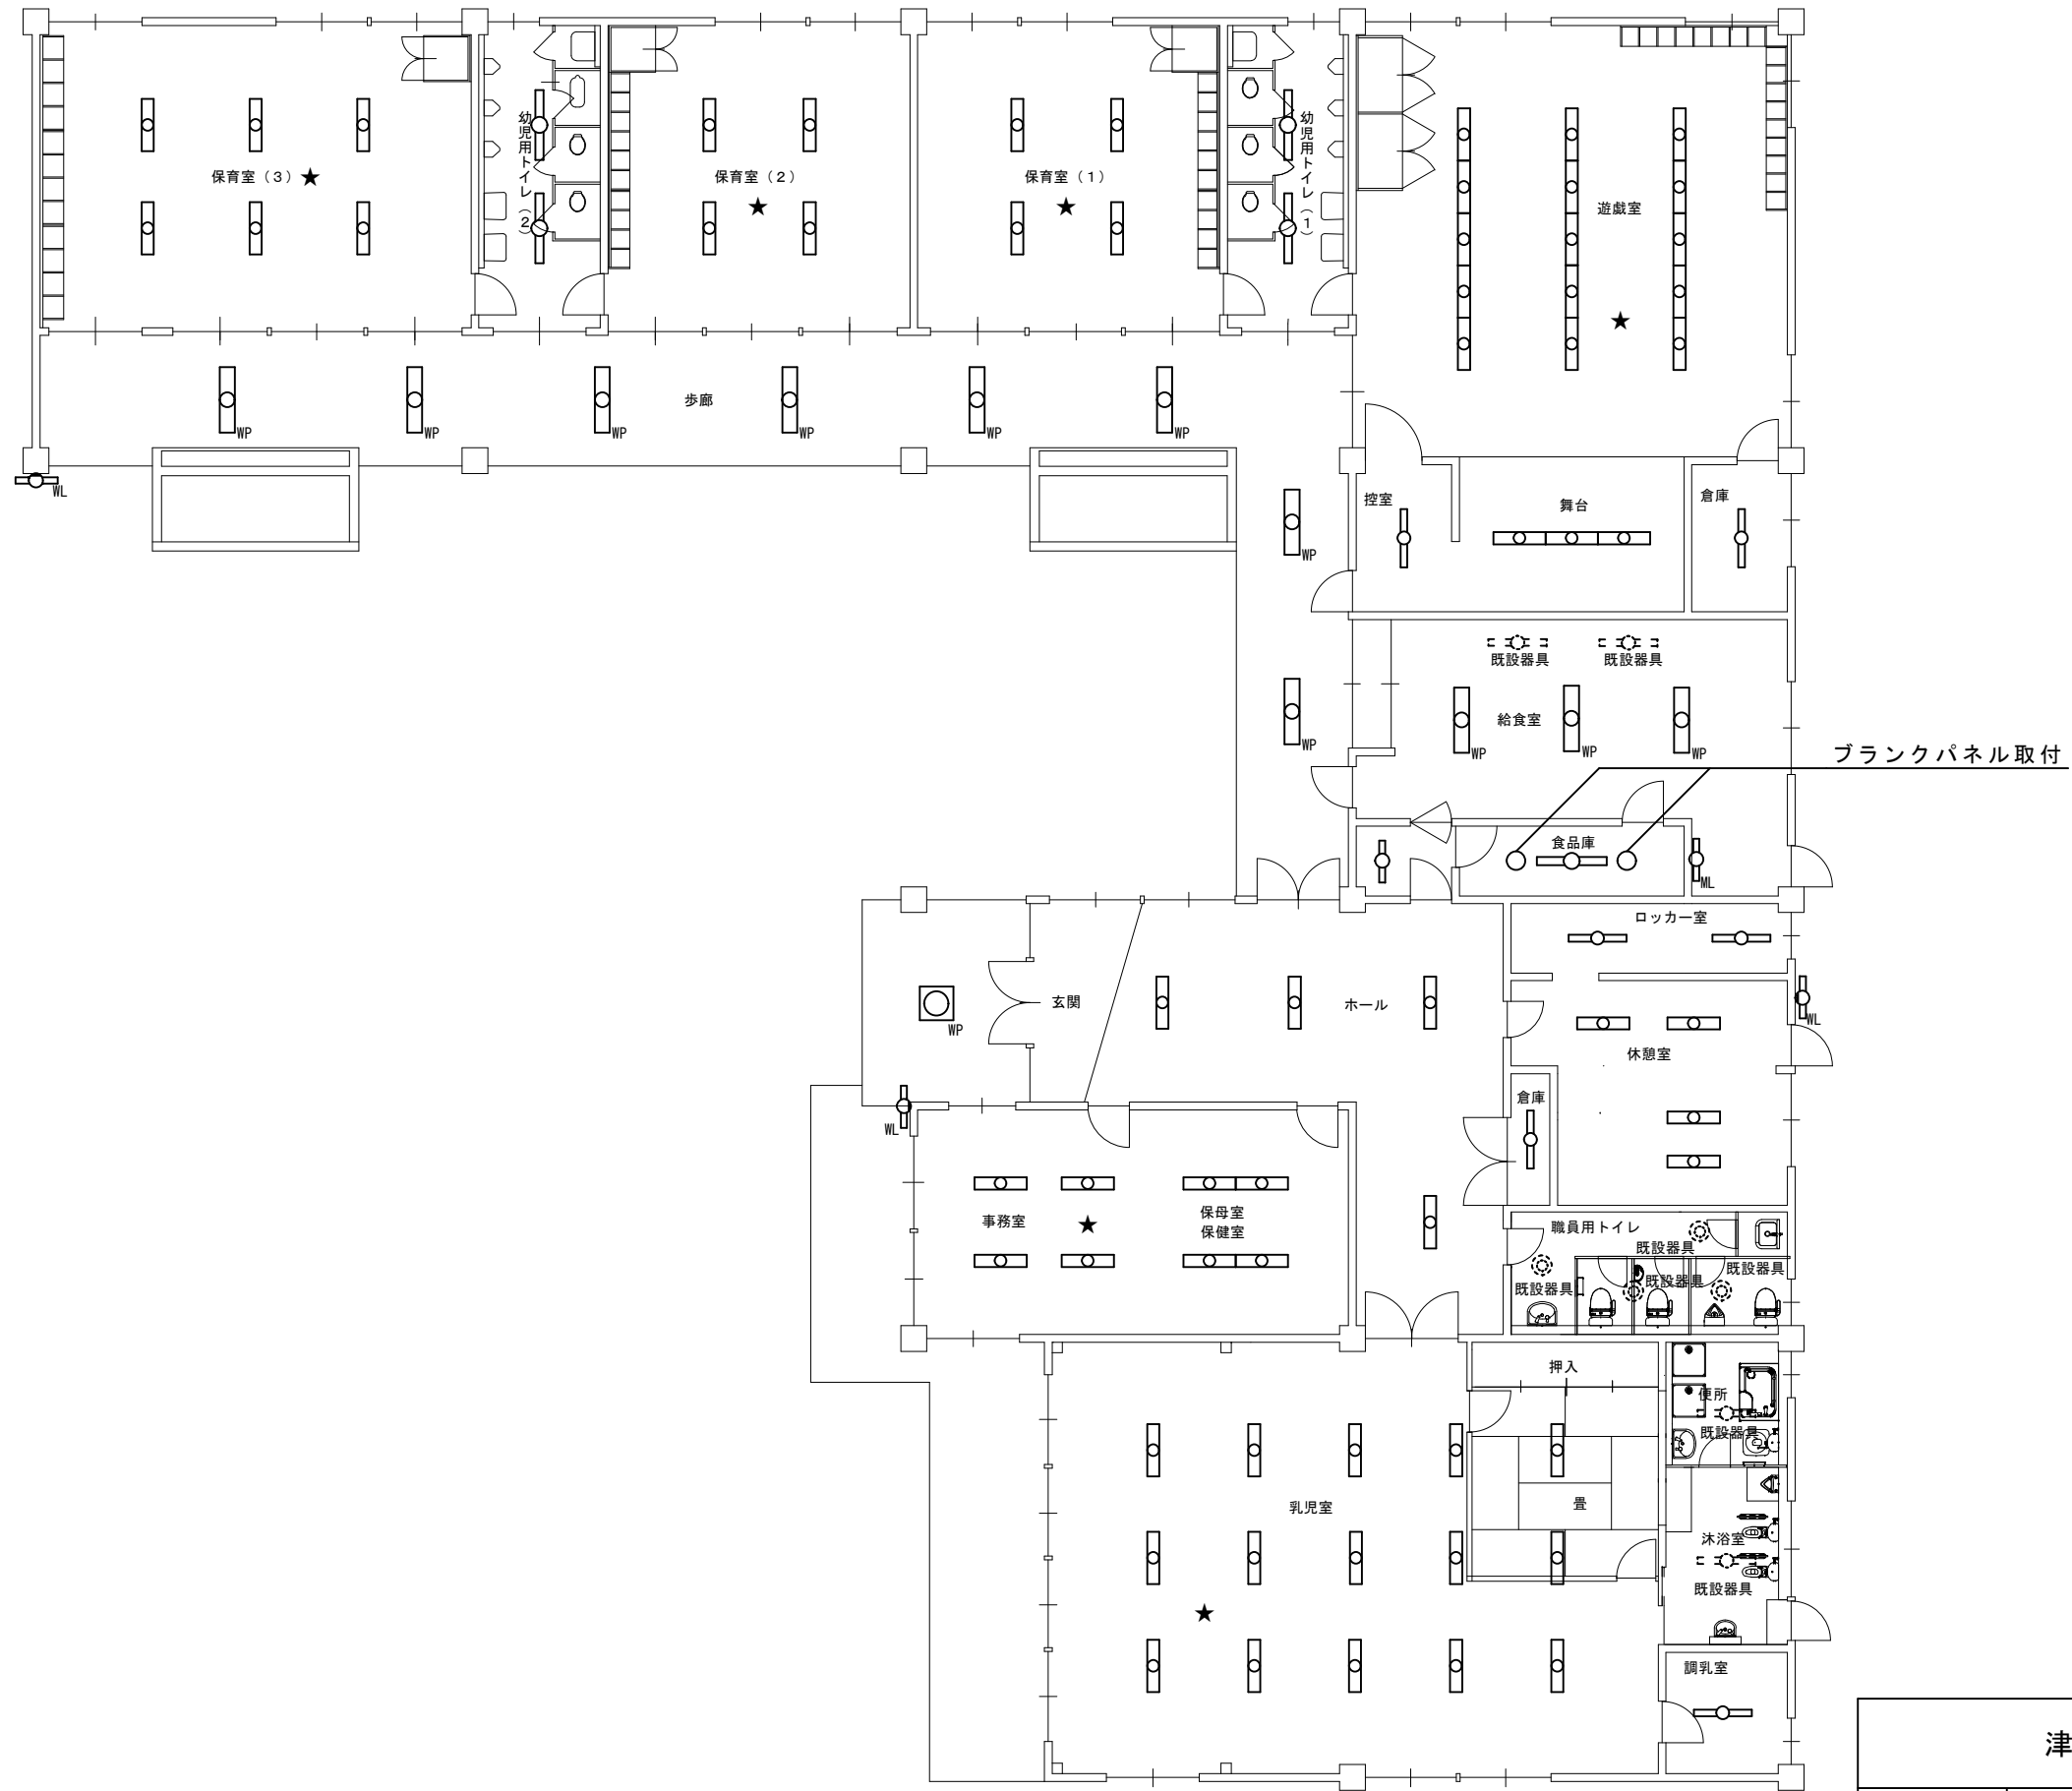 幼児用トイレ(2)
幼児用トイレ(1)
保育室(3)★
保育室(2)
★
保育室(1)
★
遊戯室
★
歩廊
WP
WP
WP
WP
WP
WP
WL
控室
舞台
倉庫
WP
既設器具
既設器具
給食室
WP
WP
WP
WP
ブランクパネル取付
食品庫
WL
ロッカー室
玄関
ホール
WP
WL
休憩室
倉庫
WL
事務室
★
保母室
保健室
職員用トイレ
既設器具
既設器具
既設器具
既設器具
押入
便所
既設器具
乳児室
畳
沐浴室
既設器具
★
調乳室
津